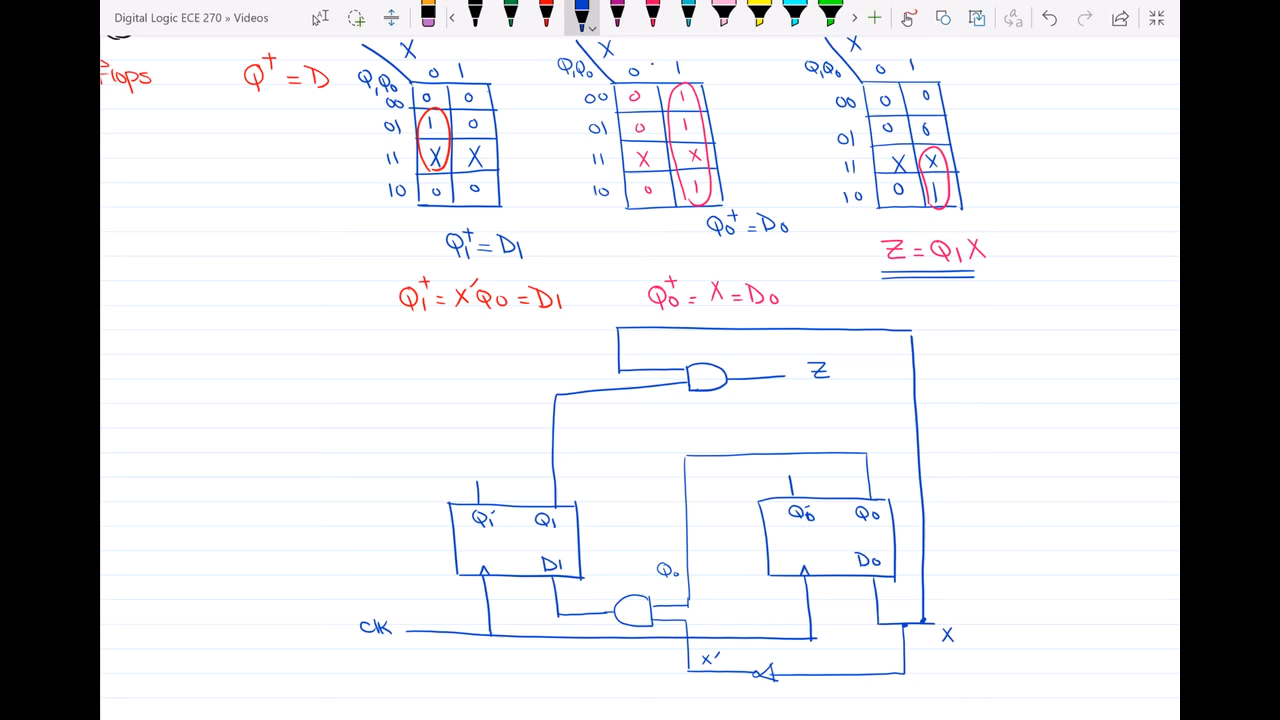 Digital Logic ECE 270 » Videos
Flops
Q⁺ = D
X
Q₁Q₀ 0 1
00 0 0
01 1 0
11 X X
10 0 0
Q₁⁺ = D1
Q₁⁺ = X′Q0 = D1
X
Q₁Q₀ 0 1
00 0 1
01 0 1
11 X X
10 0 1
Q₀⁺ = D0
Q₀⁺ = X = D0
X
Q₁Q₀ 0 1
00 0 0
01 0 0
11 X X
10 0 1
Z = Q₁X
Z
Q₁′ Q₁
D1
Q₀′ Q₀
D0
Q₀
Clk
X′
X